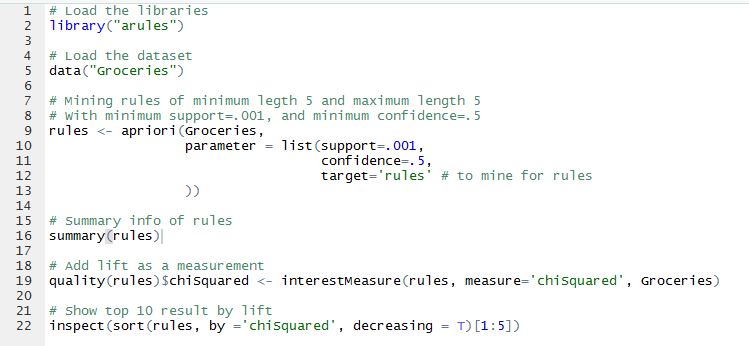 1 # Load the libraries
2 library("arules")
3
4 # Load the dataset
5 data("Groceries")
6
7 # Mining rules of minimum legth 5 and maximum length 5
8 # With minimum support=.001, and minimum confidence=.5
9 rules <- apriori(Groceries,
10 parameter = list(support=.001,
11 confidence=.5,
12 target='rules' # to mine for rules
13 ))
14
15 # Summary info of rules
16 summary(rules)
17
18 # Add lift as a measurement
19 quality(rules)$chiSquared <- interestMeasure(rules, measure='chiSquared', Groceries)
20
21 # Show top 10 result by lift
22 inspect(sort(rules, by ='chiSquared', decreasing = T)[1:5])